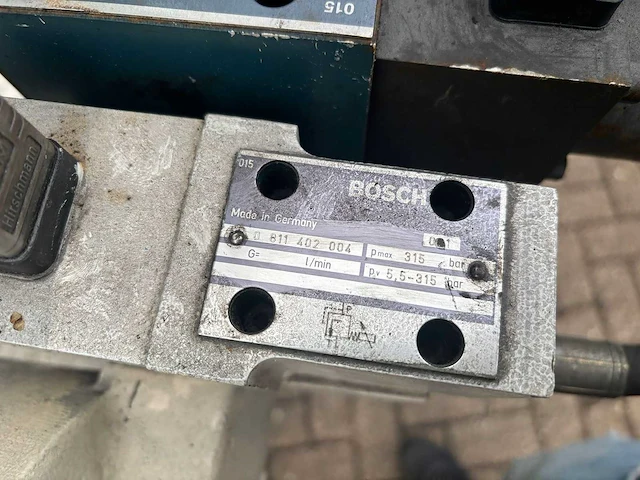 015
Hirschmann
015
BOSCH
Made in Germany
0 811 402 004
pmax 315 bar
G= l/min
pv 5,5-315 bar
P